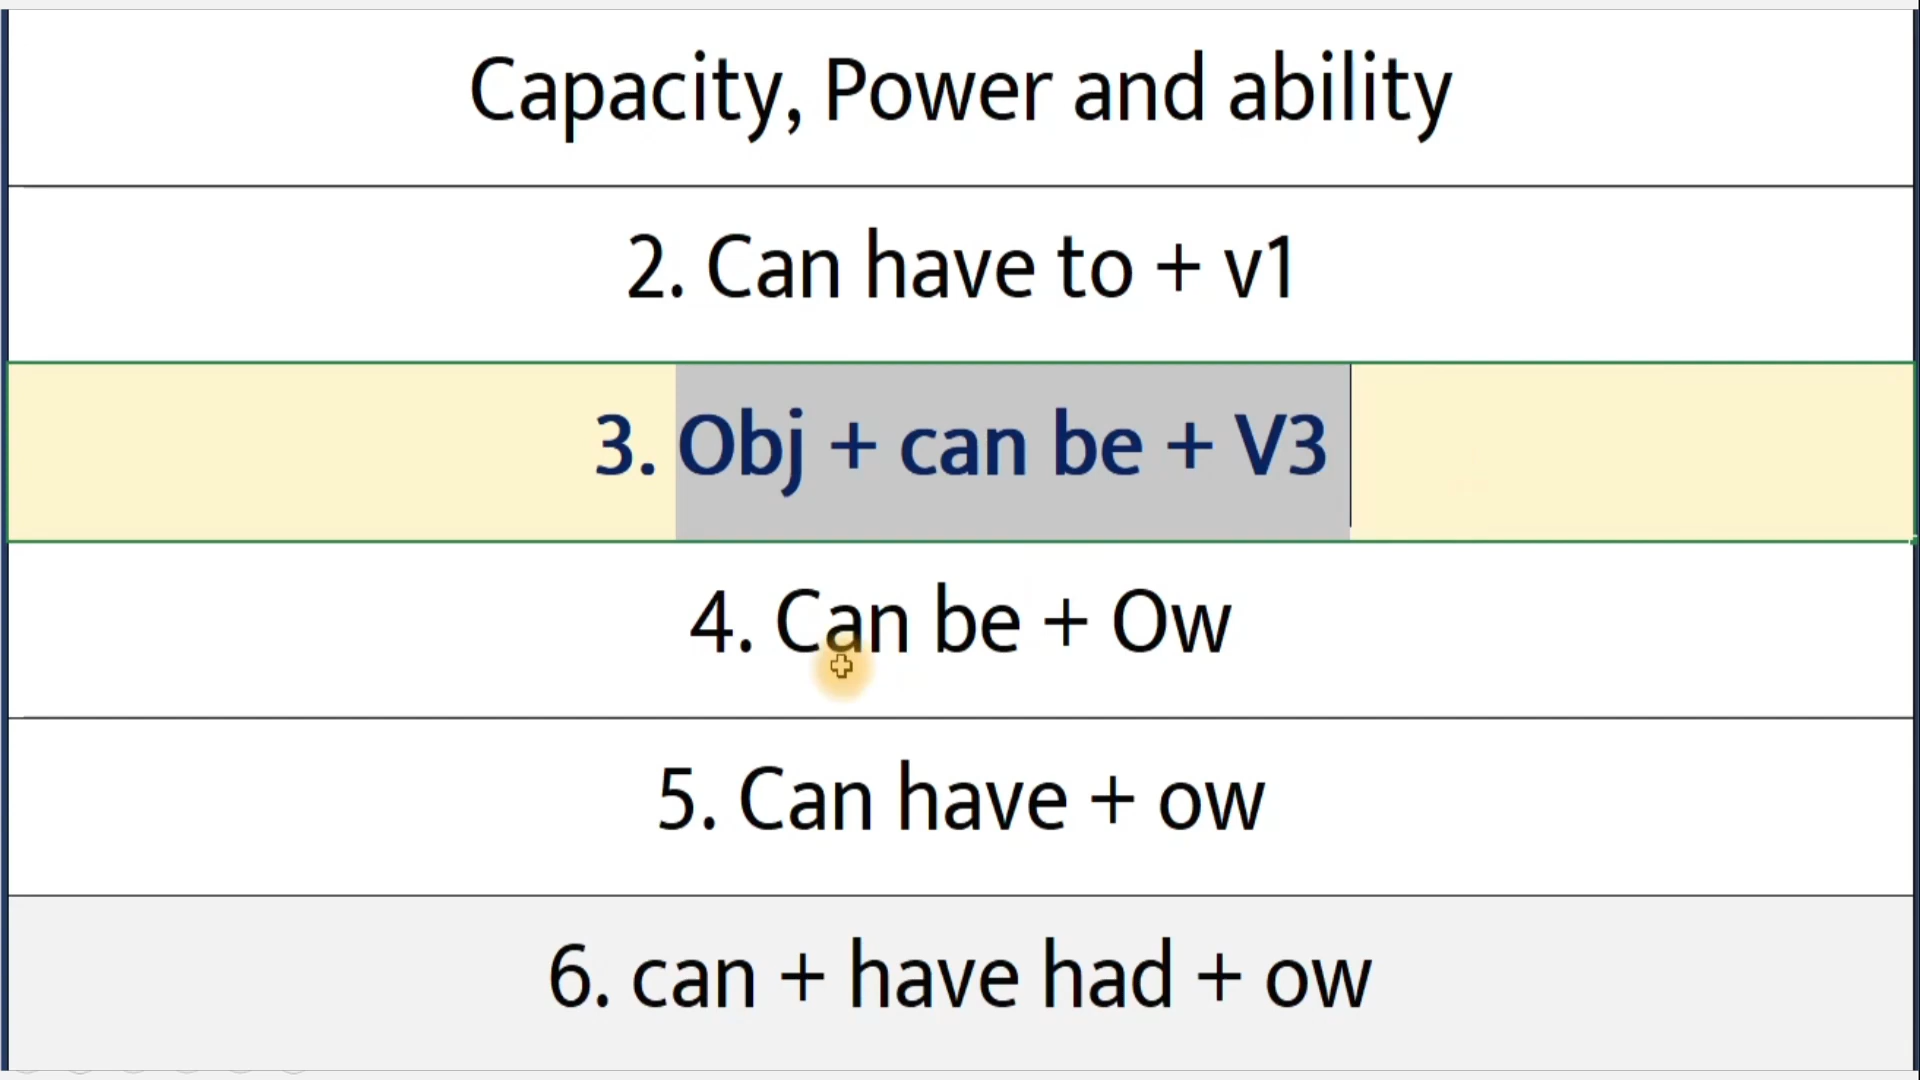 Capacity, Power and ability
2. Can have to + v1
3. Obj + can be + V3
4. Can be + Ow
5. Can have + ow
6. can + have had + ow